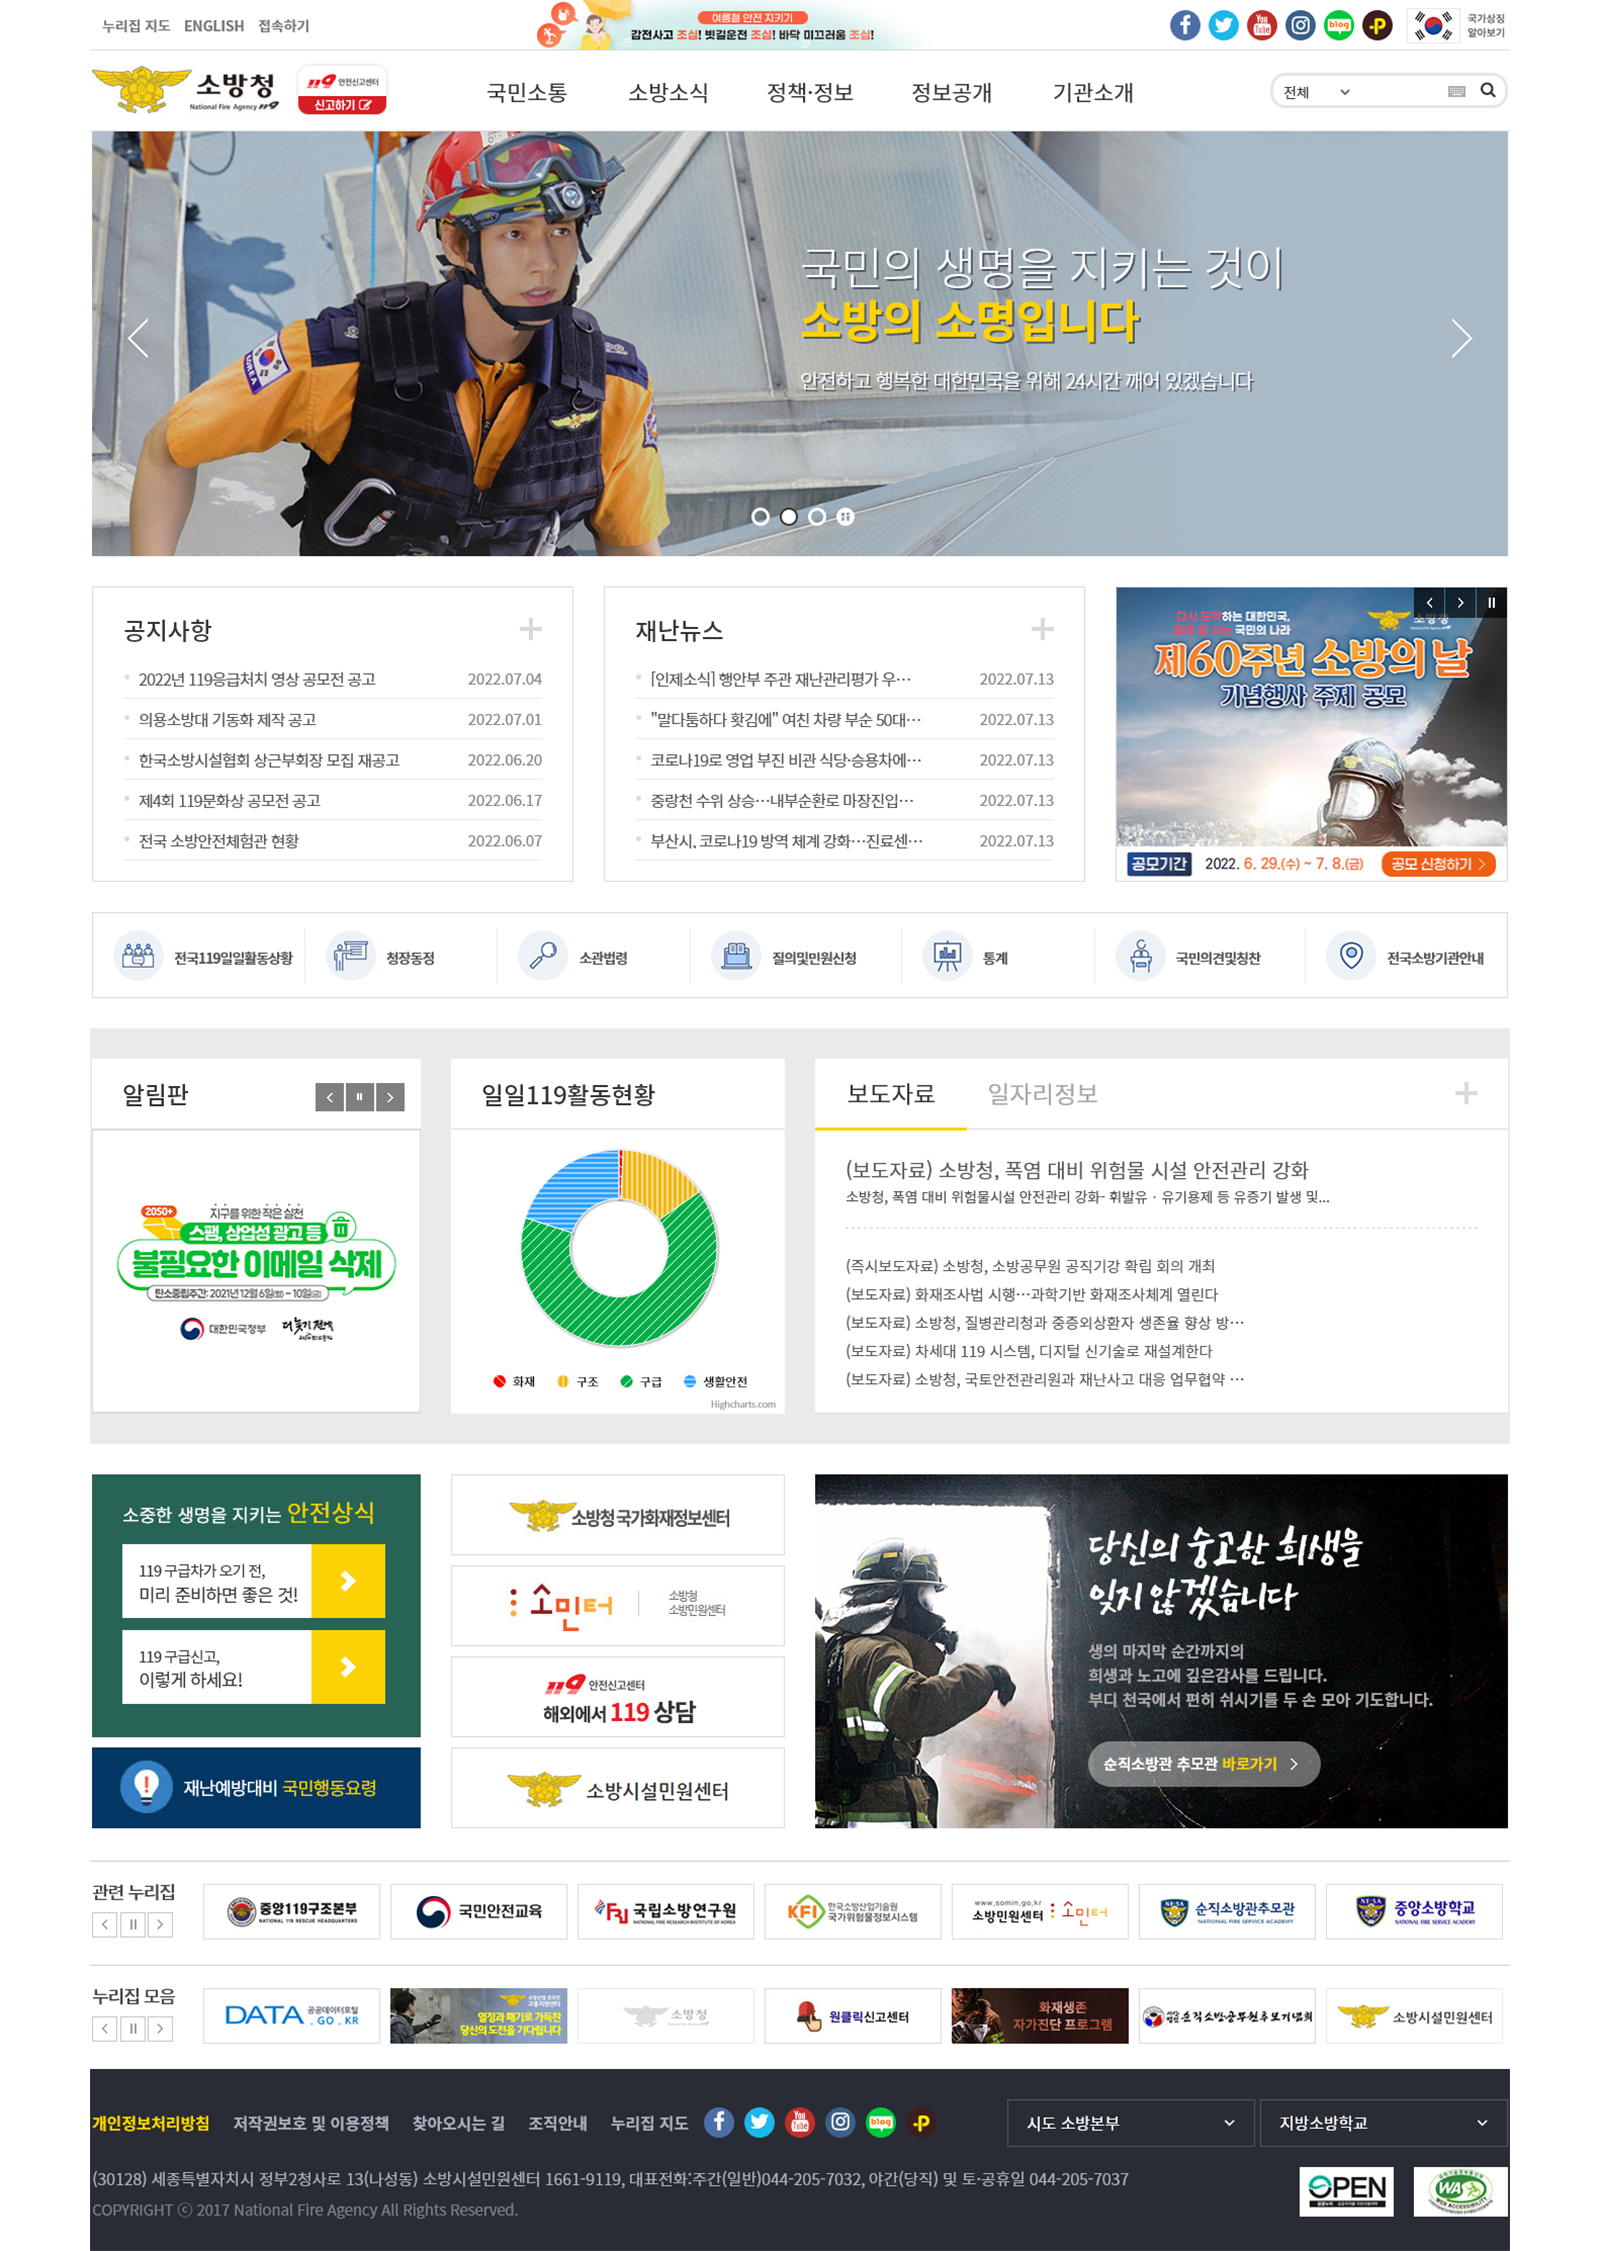 누리집 지도 ENGLISH 접속하기
여름철 안전 지키기
감전사고 조심! 빗길운전 조심! 바닥 미끄러움 조심!
You Tube
blog
국가상징
알아보기
소방청
National Fire Agency 119
119 안전신고센터
신고하기
국민소통 소방소식 정책·정보 정보공개 기관소개
전체
KOREA
국민의 생명을 지키는 것이
소방의 소명입니다
안전하고 행복한 대한민국을 위해 24시간 깨어 있겠습니다
공지사항
2022년 119응급처치 영상 공모전 공고 2022.07.04
의용소방대 기동화 제작 공고 2022.07.01
한국소방시설협회 상근부회장 모집 재공고 2022.06.20
제4회 119문화상 공모전 공고 2022.06.17
전국 소방안전체험관 현황 2022.06.07
재난뉴스
[인제소식] 행안부 주관 재난관리평가 우… 2022.07.13
"말다툼하다 홧김에" 여친 차량 부순 50대… 2022.07.13
코로나19로 영업 부진 비관 식당·승용차에… 2022.07.13
중랑천 수위 상승…내부순환로 마장진입… 2022.07.13
부산시, 코로나19 방역 체계 강화…진료센… 2022.07.13
다시 도약하는 대한민국,
국민의 나라
제60주년 소방의 날
기념행사 주제 공모
공모기간 2022. 6. 29.(수) ~ 7. 8.(금) 공모 신청하기
전국119일일활동상황 청장동정 소관법령 질의및민원신청 통계 국민의견및칭찬 전국소방기관안내
알림판
2050+
지구를 위한 작은 실천
스팸, 상업성 광고 등
불필요한 이메일 삭제
탄소중립주간: 2021년 12월 6일(월) ~ 10일(금)
대한민국정부
일일119활동현황
화재 구조 구급 생활안전
Highcharts.com
보도자료 일자리정보
(보도자료) 소방청, 폭염 대비 위험물 시설 안전관리 강화
소방청, 폭염 대비 위험물시설 안전관리 강화- 휘발유 · 유기용제 등 유증기 발생 및...
(즉시보도자료) 소방청, 소방공무원 공직기강 확립 회의 개최
(보도자료) 화재조사법 시행…과학기반 화재조사체계 열린다
(보도자료) 소방청, 질병관리청과 중증외상환자 생존율 향상 방…
(보도자료) 차세대 119 시스템, 디지털 신기술로 재설계한다
(보도자료) 소방청, 국토안전관리원과 재난사고 대응 업무협약 …
소중한 생명을 지키는 안전상식
119 구급차가 오기 전,
미리 준비하면 좋은 것!
119 구급신고,
이렇게 하세요!
재난예방대비 국민행동요령
소방청 국가화재정보센터
소민터
소방청
소방민원센터
119 안전신고센터
해외에서 119 상담
소방시설민원센터
당신의 숭고한 희생을
잊지 않겠습니다
생의 마지막 순간까지의
희생과 노고에 깊은감사를 드립니다.
부디 천국에서 편히 쉬시기를 두 손 모아 기도합니다.
순직소방관 추모관 바로가기
관련 누리집
중앙119구조본부
NATIONAL 119 RESCUE HEADQUARTERS
국민안전교육
국립소방연구원
NATIONAL FIRE RESEARCH INSTITUTE OF KOREA
KFI
한국소방산업기술원
국가위험물정보시스템
www.somin.go.kr
소방민원센터 소민터
순직소방관추모관
NATIONAL FIRE SERVICE ACADEMY
중앙소방학교
NATIONAL FIRE SERVICE ACADEMY
누리집 모음
DATA 공공데이터포털
.GO.KR
열정과 패기로 가득찬
당신의 도전을 기다립니다
소방청
원클릭신고센터
화재생존
자가진단 프로그램
순직소방공무원추모기념회
소방시설민원센터
개인정보처리방침 저작권보호 및 이용정책 찾아오시는 길 조직안내 누리집 지도
You Tube
blog
시도 소방본부
지방소방학교
(30128) 세종특별자치시 정부2청사로 13(나성동) 소방시설민원센터 1661-9119, 대표전화:주간(일반)044-205-7032, 야간(당직) 및 토·공휴일 044-205-7037
COPYRIGHT ⓒ 2017 National Fire Agency All Rights Reserved.
OPEN
WA
WEB ACCESSIBILITY